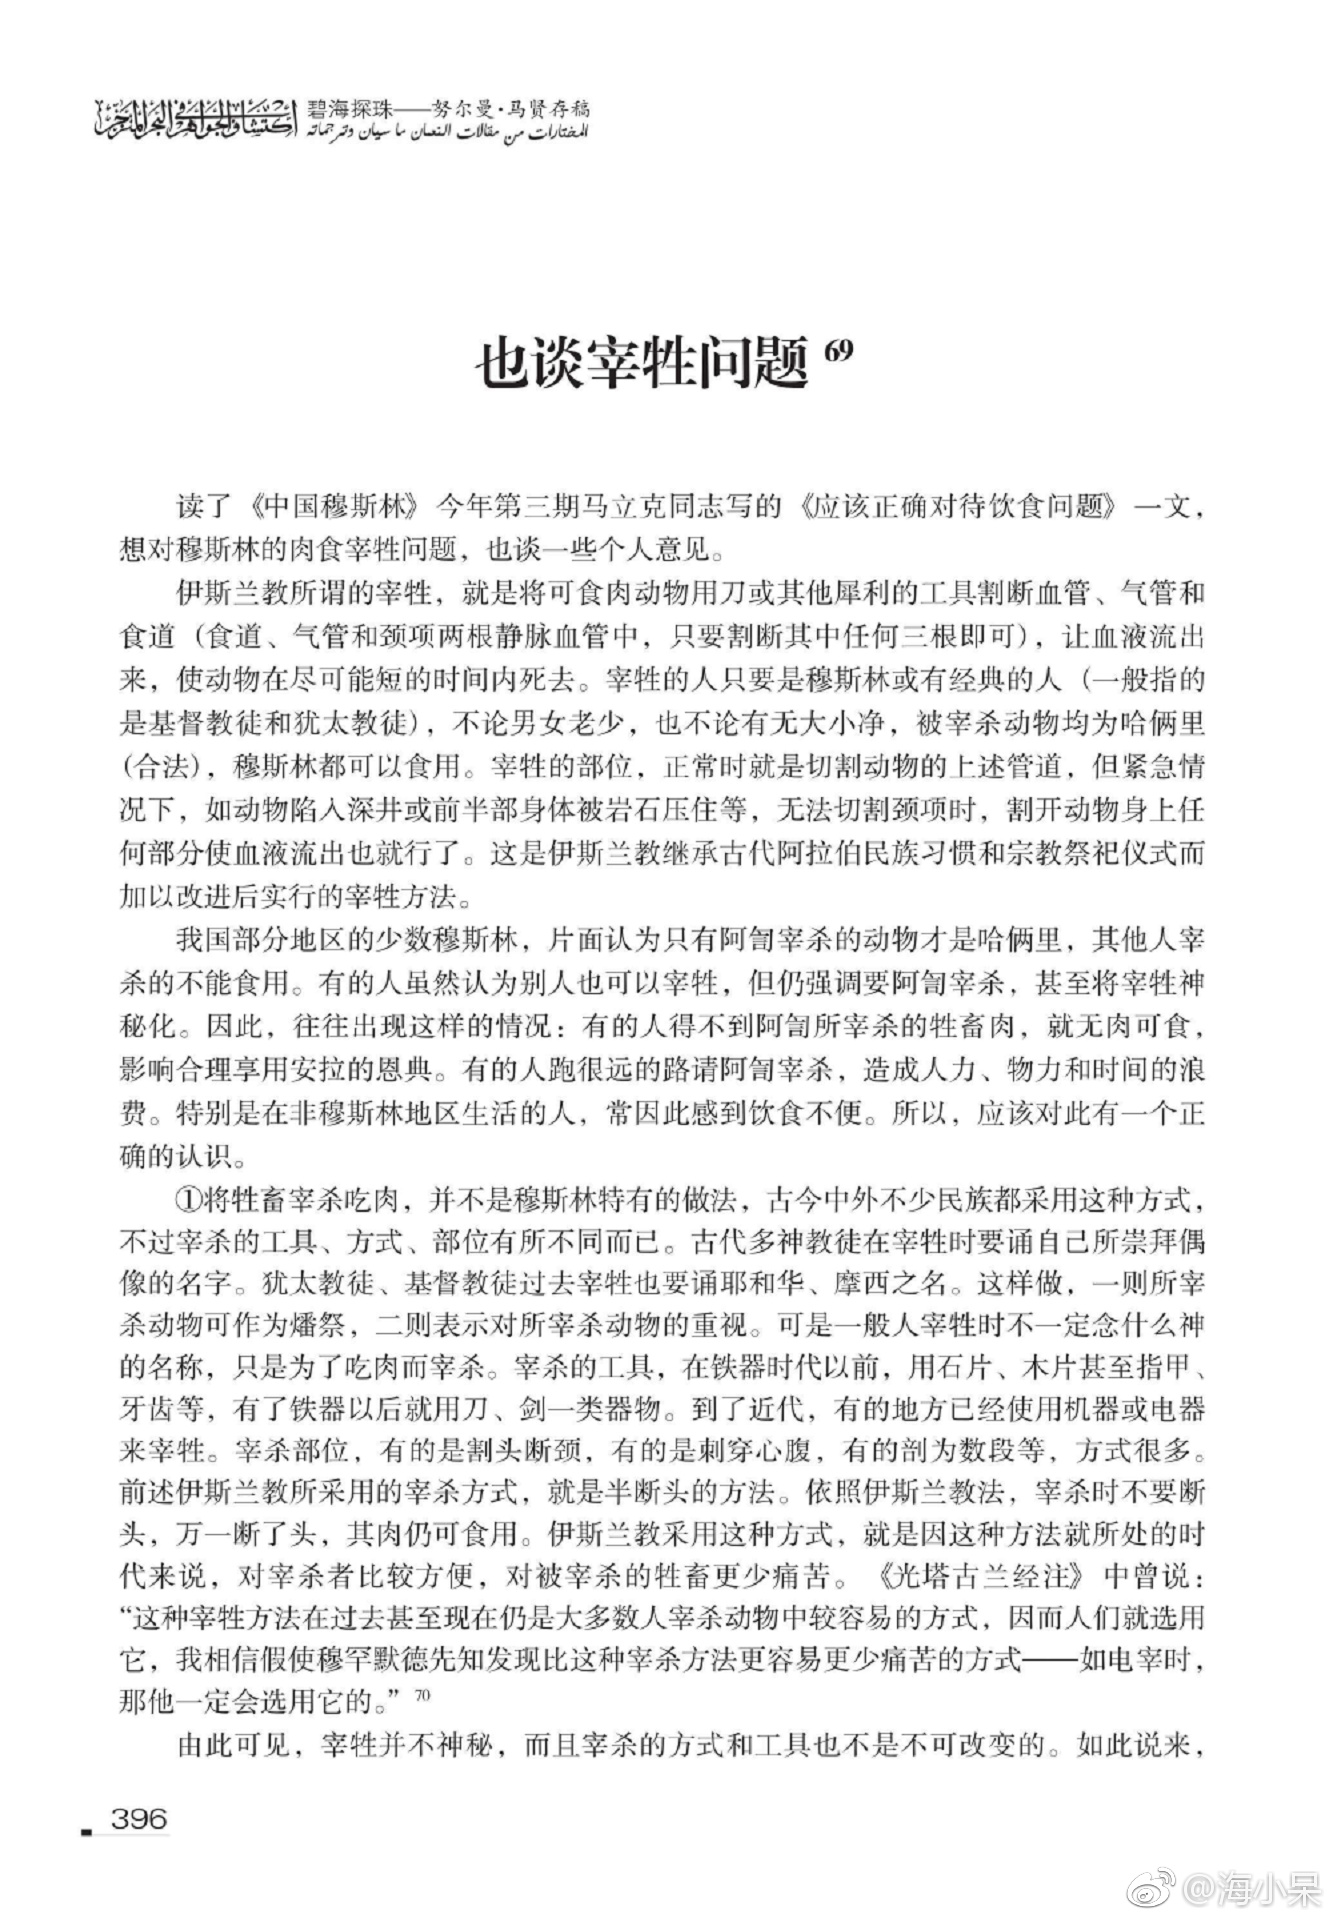 اكتشاف الجواهر في البحر الزاخر
碧海探珠——努尔曼·马贤存稿
المختارات من مقالات النعمان ما سيان وترجماته
也谈宰牲问题 69
读了《中国穆斯林》今年第三期马立克同志写的《应该正确对待饮食问题》一文，
想对穆斯林的肉食宰牲问题，也谈一些个人意见。
伊斯兰教所谓的宰牲，就是将可食肉动物用刀或其他犀利的工具割断血管、气管和
食道（食道、气管和颈项两根静脉血管中，只要割断其中任何三根即可），让血液流出
来，使动物在尽可能短的时间内死去。宰牲的人只要是穆斯林或有经典的人（一般指的
是基督教徒和犹太教徒），不论男女老少，也不论有无大小净，被宰杀动物均为哈俩里
（合法），穆斯林都可以食用。宰牲的部位，正常时就是切割动物的上述管道，但紧急情
况下，如动物陷入深井或前半部身体被岩石压住等，无法切割颈项时，割开动物身上任
何部分使血液流出也就行了。这是伊斯兰教继承古代阿拉伯民族习惯和宗教祭祀仪式而
加以改进后实行的宰牲方法。
我国部分地区的少数穆斯林，片面认为只有阿訇宰杀的动物才是哈俩里，其他人宰
杀的不能食用。有的人虽然认为别人也可以宰牲，但仍强调要阿訇宰杀，甚至将宰牲神
秘化。因此，往往出现这样的情况：有的人得不到阿訇所宰杀的牲畜肉，就无肉可食，
影响合理享用安拉的恩典。有的人跑很远的路请阿訇宰杀，造成人力、物力和时间的浪
费。特别是在非穆斯林地区生活的人，常因此感到饮食不便。所以，应该对此有一个正
确的认识。
①将牲畜宰杀吃肉，并不是穆斯林特有的做法，古今中外不少民族都采用这种方式，
不过宰杀的工具、方式、部位有所不同而已。古代多神教徒在宰牲时要诵自己所崇拜偶
像的名字。犹太教徒、基督教徒过去宰牲也要诵耶和华、摩西之名。这样做，一则所宰
杀动物可作为燔祭，二则表示对所宰杀动物的重视。可是一般人宰牲时不一定念什么神
的名称，只是为了吃肉而宰杀。宰杀的工具，在铁器时代以前，用石片、木片甚至指甲、
牙齿等，有了铁器以后就用刀、剑一类器物。到了近代，有的地方已经使用机器或电器
来宰牲。宰杀部位，有的是割头断颈，有的是刺穿心腹，有的剖为数段等，方式很多。
前述伊斯兰教所采用的宰杀方式，就是半断头的方法。依照伊斯兰教法，宰杀时不要断
头，万一断了头，其肉仍可食用。伊斯兰教采用这种方式，就是因这种方法就所处的时
代来说，对宰杀者比较方便，对被宰杀的牲畜更少痛苦。《光塔古兰经注》中曾说：
“这种宰牲方法在过去甚至现在仍是大多数人宰杀动物中较容易的方式，因而人们就选用
它，我相信假使穆罕默德先知发现比这种宰杀方法更容易更少痛苦的方式——如电宰时，
那他一定会选用它的。”70
由此可见，宰牲并不神秘，而且宰杀的方式和工具也不是不可改变的。如此说来，
396
@海小呆